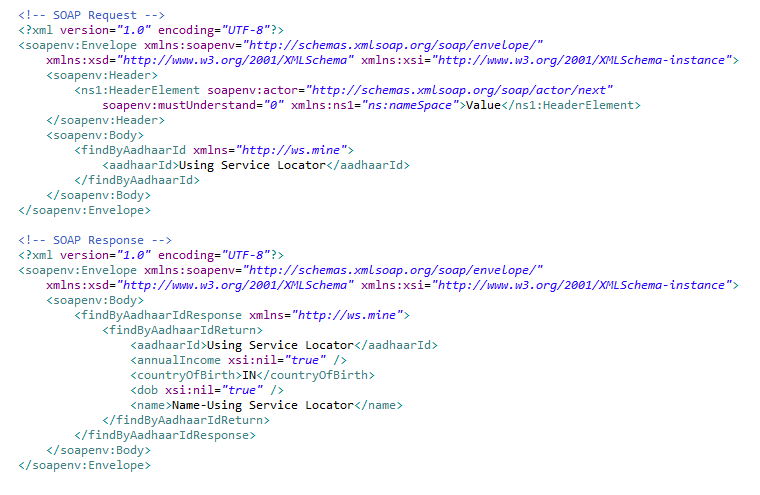 <!-- SOAP Request -->
<?xml version="1.0" encoding="UTF-8"?>
<soapenv:Envelope xmlns:soapenv="http://schemas.xmlsoap.org/soap/envelope/"
    xmlns:xsd="http://www.w3.org/2001/XMLSchema" xmlns:xsi="http://www.w3.org/2001/XMLSchema-instance">
    <soapenv:Header>
        <ns1:HeaderElement soapenv:actor="http://schemas.xmlsoap.org/soap/actor/next"
            soapenv:mustUnderstand="0" xmlns:ns1="ns:nameSpace">Value</ns1:HeaderElement>
    </soapenv:Header>
    <soapenv:Body>
        <findByAadhaarId xmlns="http://ws.mine">
            <aadhaarId>Using Service Locator</aadhaarId>
        </findByAadhaarId>
    </soapenv:Body>
</soapenv:Envelope>

<!-- SOAP Response -->
<?xml version="1.0" encoding="UTF-8"?>
<soapenv:Envelope xmlns:soapenv="http://schemas.xmlsoap.org/soap/envelope/"
    xmlns:xsd="http://www.w3.org/2001/XMLSchema" xmlns:xsi="http://www.w3.org/2001/XMLSchema-instance">
    <soapenv:Body>
        <findByAadhaarIdResponse xmlns="http://ws.mine">
            <findByAadhaarIdReturn>
                <aadhaarId>Using Service Locator</aadhaarId>
                <annualIncome xsi:nil="true" />
                <countryOfBirth>IN</countryOfBirth>
                <dob xsi:nil="true" />
                <name>Name-Using Service Locator</name>
            </findByAadhaarIdReturn>
        </findByAadhaarIdResponse>
    </soapenv:Body>
</soapenv:Envelope>